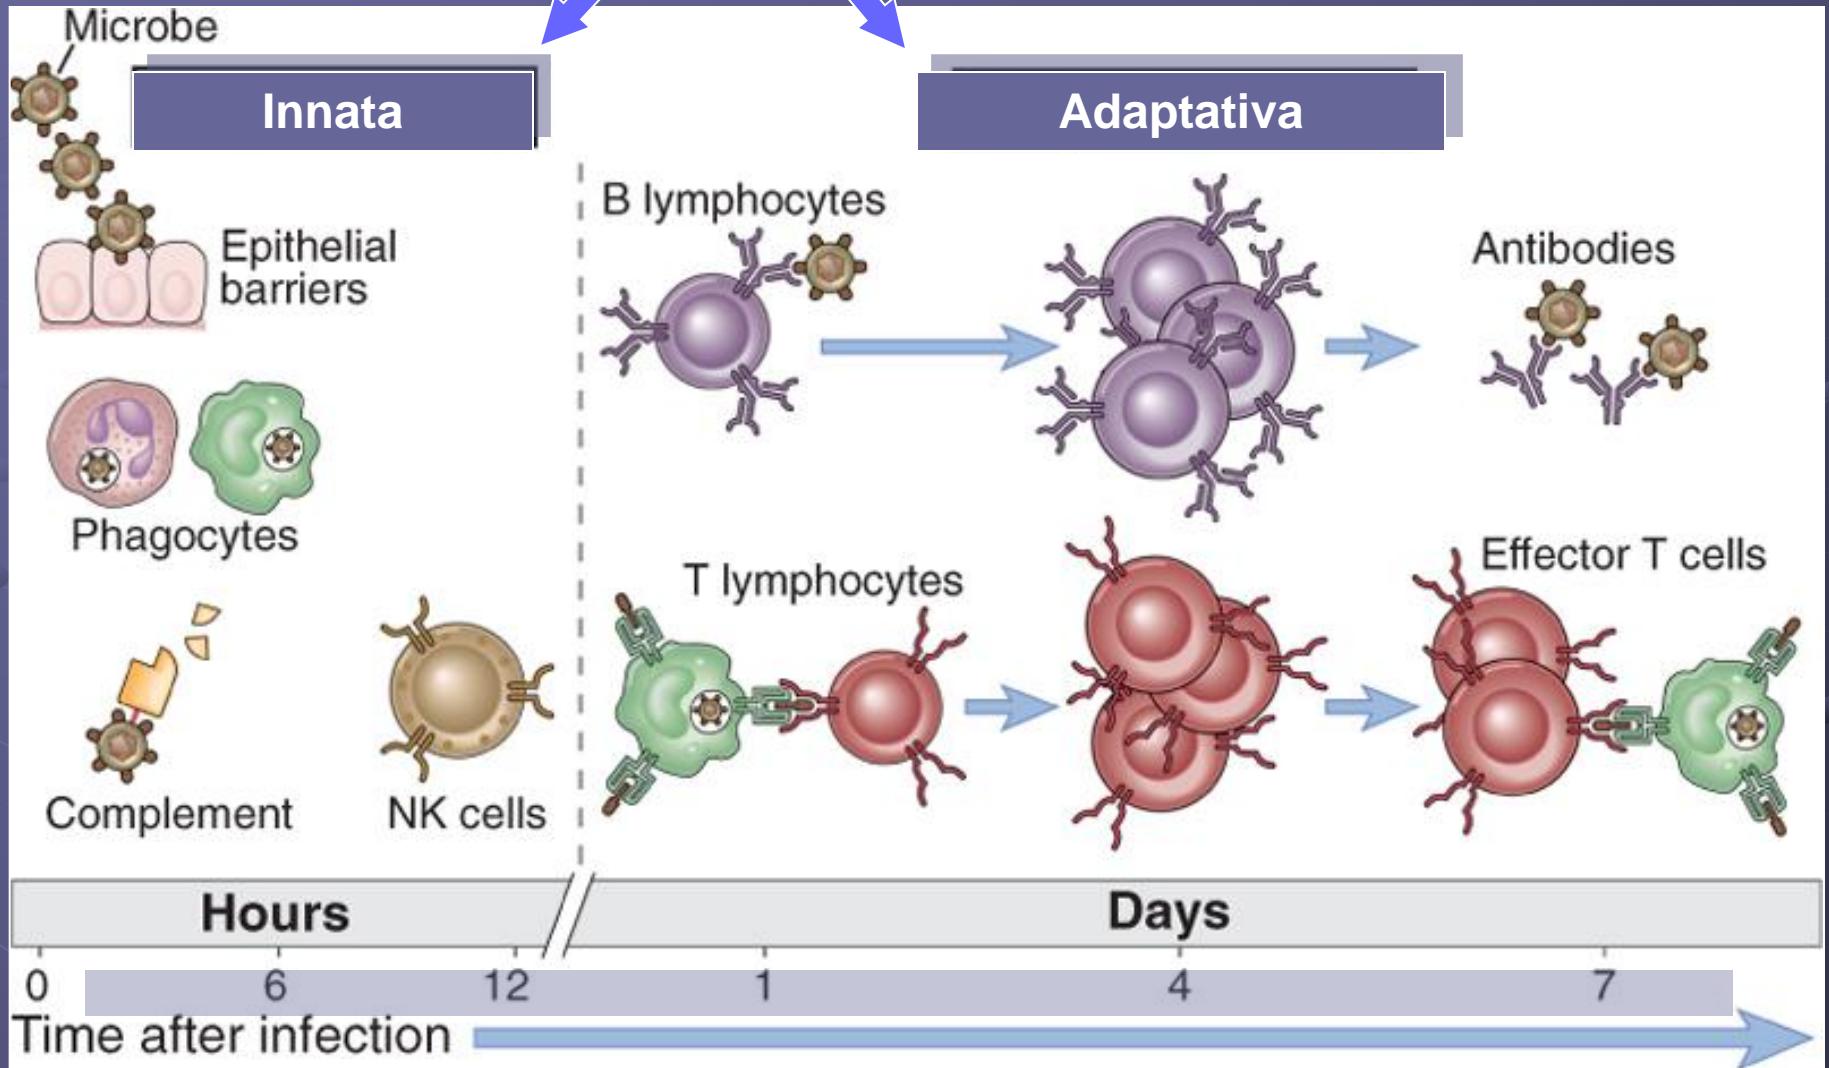 Microbe
Innata
Adaptativa
Epithelial
barriers
B lymphocytes
Antibodies
Phagocytes
T lymphocytes
Effector T cells
Complement
NK cells
Hours
Days
0 6 12 1 4 7
Time after infection